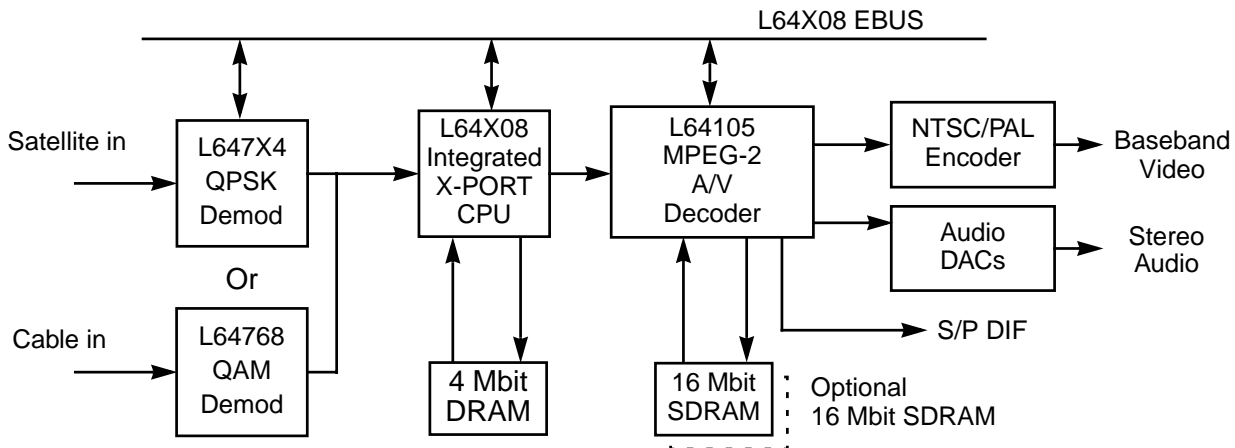 L64X08 EBUS
Satellite in
L647X4
QPSK
Demod
L64X08
Integrated
X-PORT
CPU
L64105
MPEG-2
A/V
Decoder
NTSC/PAL
Encoder
Baseband
Video
Audio
DACs
Stereo
Audio
Or
S/P DIF
Cable in
L64768
QAM
Demod
4 Mbit
DRAM
16 Mbit
SDRAM
Optional
16 Mbit SDRAM